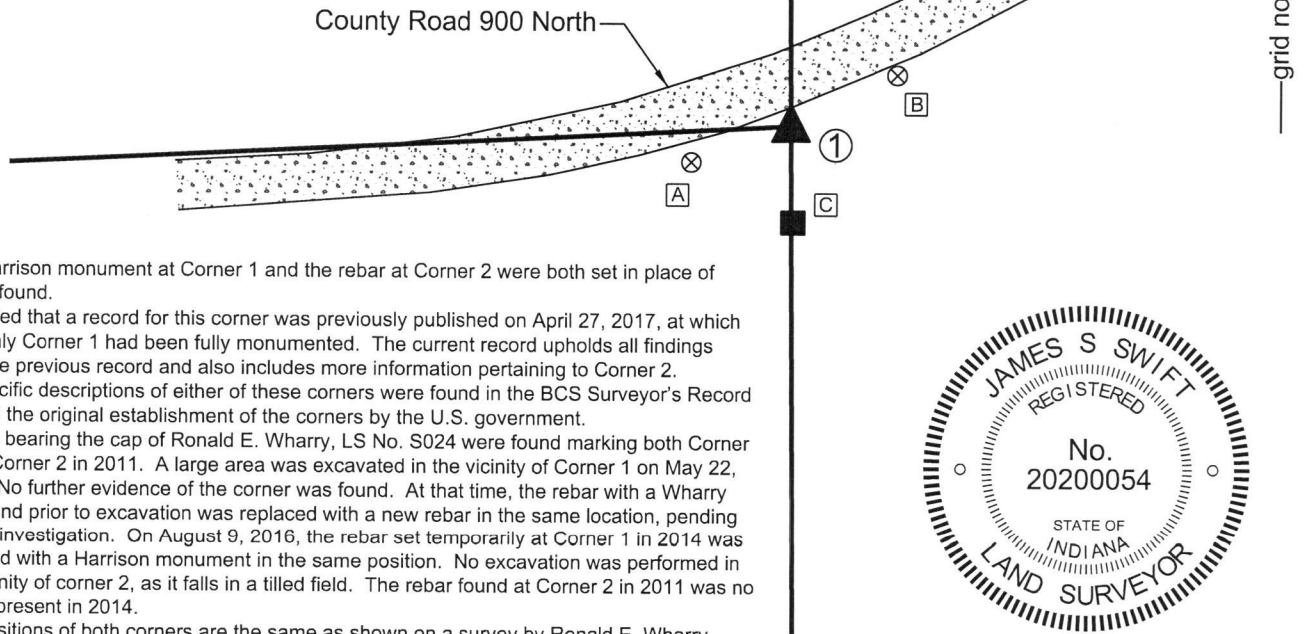 County Road 900 North
grid no
B
1
A
C
rrison monument at Corner 1 and the rebar at Corner 2 were both set in place of
found.
ed that a record for this corner was previously published on April 27, 2017, at which
ly Corner 1 had been fully monumented. The current record upholds all findings
e previous record and also includes more information pertaining to Corner 2.
cific descriptions of either of these corners were found in the BCS Surveyor's Record
the original establishment of the corners by the U.S. government.
bearing the cap of Ronald E. Wharry, LS No. S024 were found marking both Corner
Corner 2 in 2011. A large area was excavated in the vicinity of Corner 1 on May 22,
No further evidence of the corner was found. At that time, the rebar with a Wharry
nd prior to excavation was replaced with a new rebar in the same location, pending
investigation. On August 9, 2016, the rebar set temporarily at Corner 1 in 2014 was
d with a Harrison monument in the same position. No excavation was performed in
nity of corner 2, as it falls in a tilled field. The rebar found at Corner 2 in 2011 was no
present in 2014.
sitions of both corners are the same as shown on a survey by Ronald E. Wharry
JAMES S SWIFT
REGISTERED
No.
20200054
STATE OF
INDIANA
LAND SURVEYOR